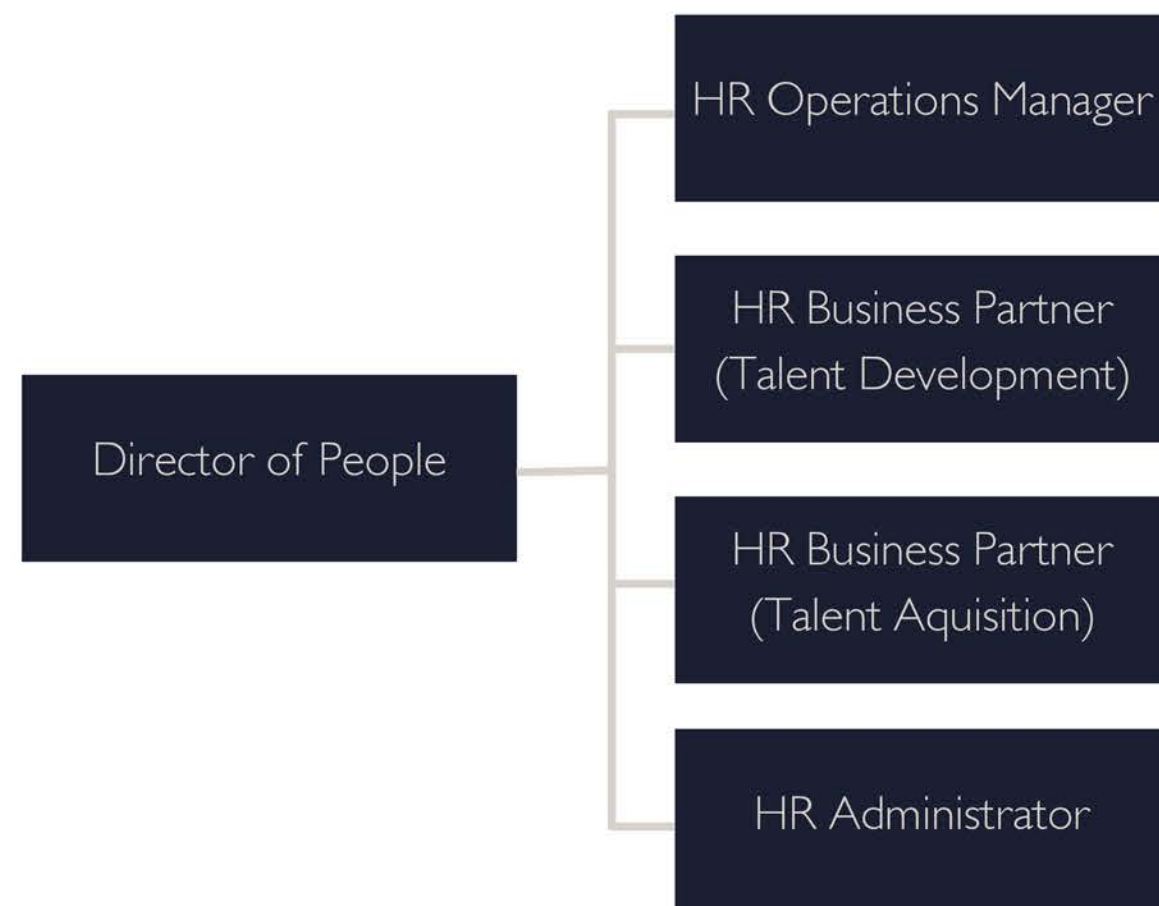 HR Operations Manager
HR Business Partner
(Talent Development)
Director of People
HR Business Partner
(Talent Aquisition)
HR Administrator